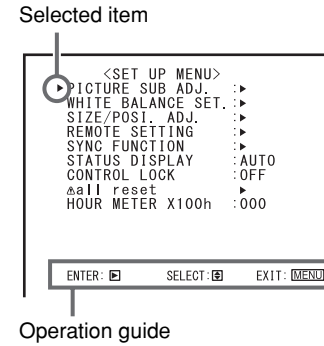 Selected item
<SET UP MENU>
▶PICTURE SUB ADJ. :▶
WHITE BALANCE SET. :▶
SIZE/POSI. ADJ. :▶
REMOTE SETTING :▶
SYNC FUNCTION :▶
STATUS DISPLAY :AUTO
CONTROL LOCK :OFF
⚠all reset ▶
HOUR METER X100h :000
ENTER: ▶ SELECT: ⬍ EXIT: MENU
Operation guide